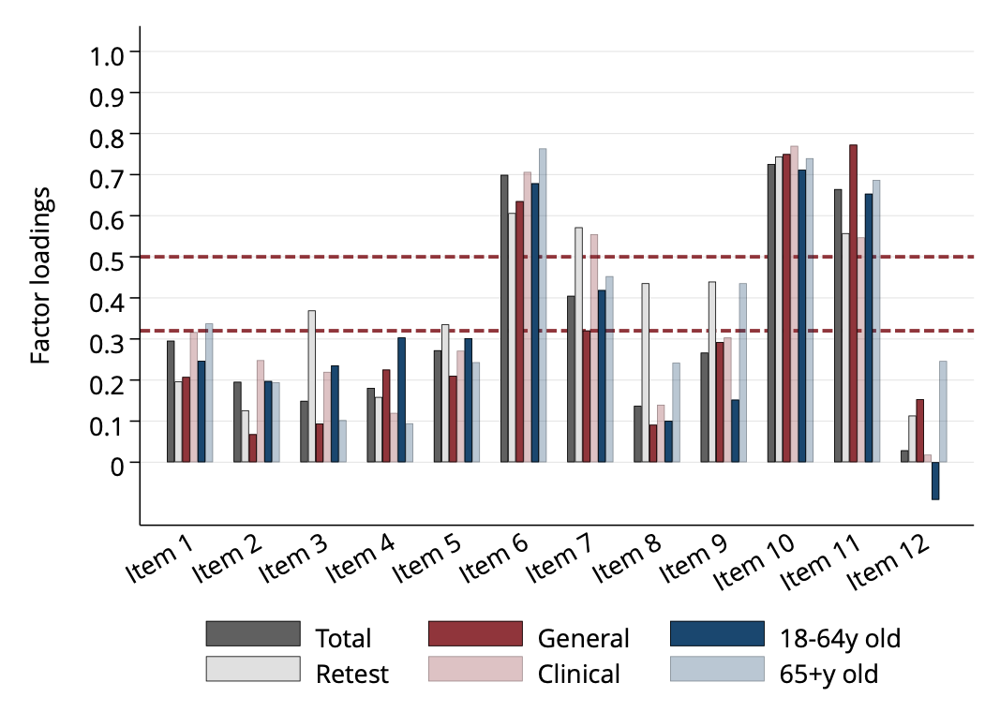 Factor loadings
1.0
0.9
0.8
0.7
0.6
0.5
0.4
0.3
0.2
0.1
0
Item 1 Item 2 Item 3 Item 4 Item 5 Item 6 Item 7 Item 8 Item 9 Item 10 Item 11 Item 12
Total General 18-64y old
Retest Clinical 65+y old